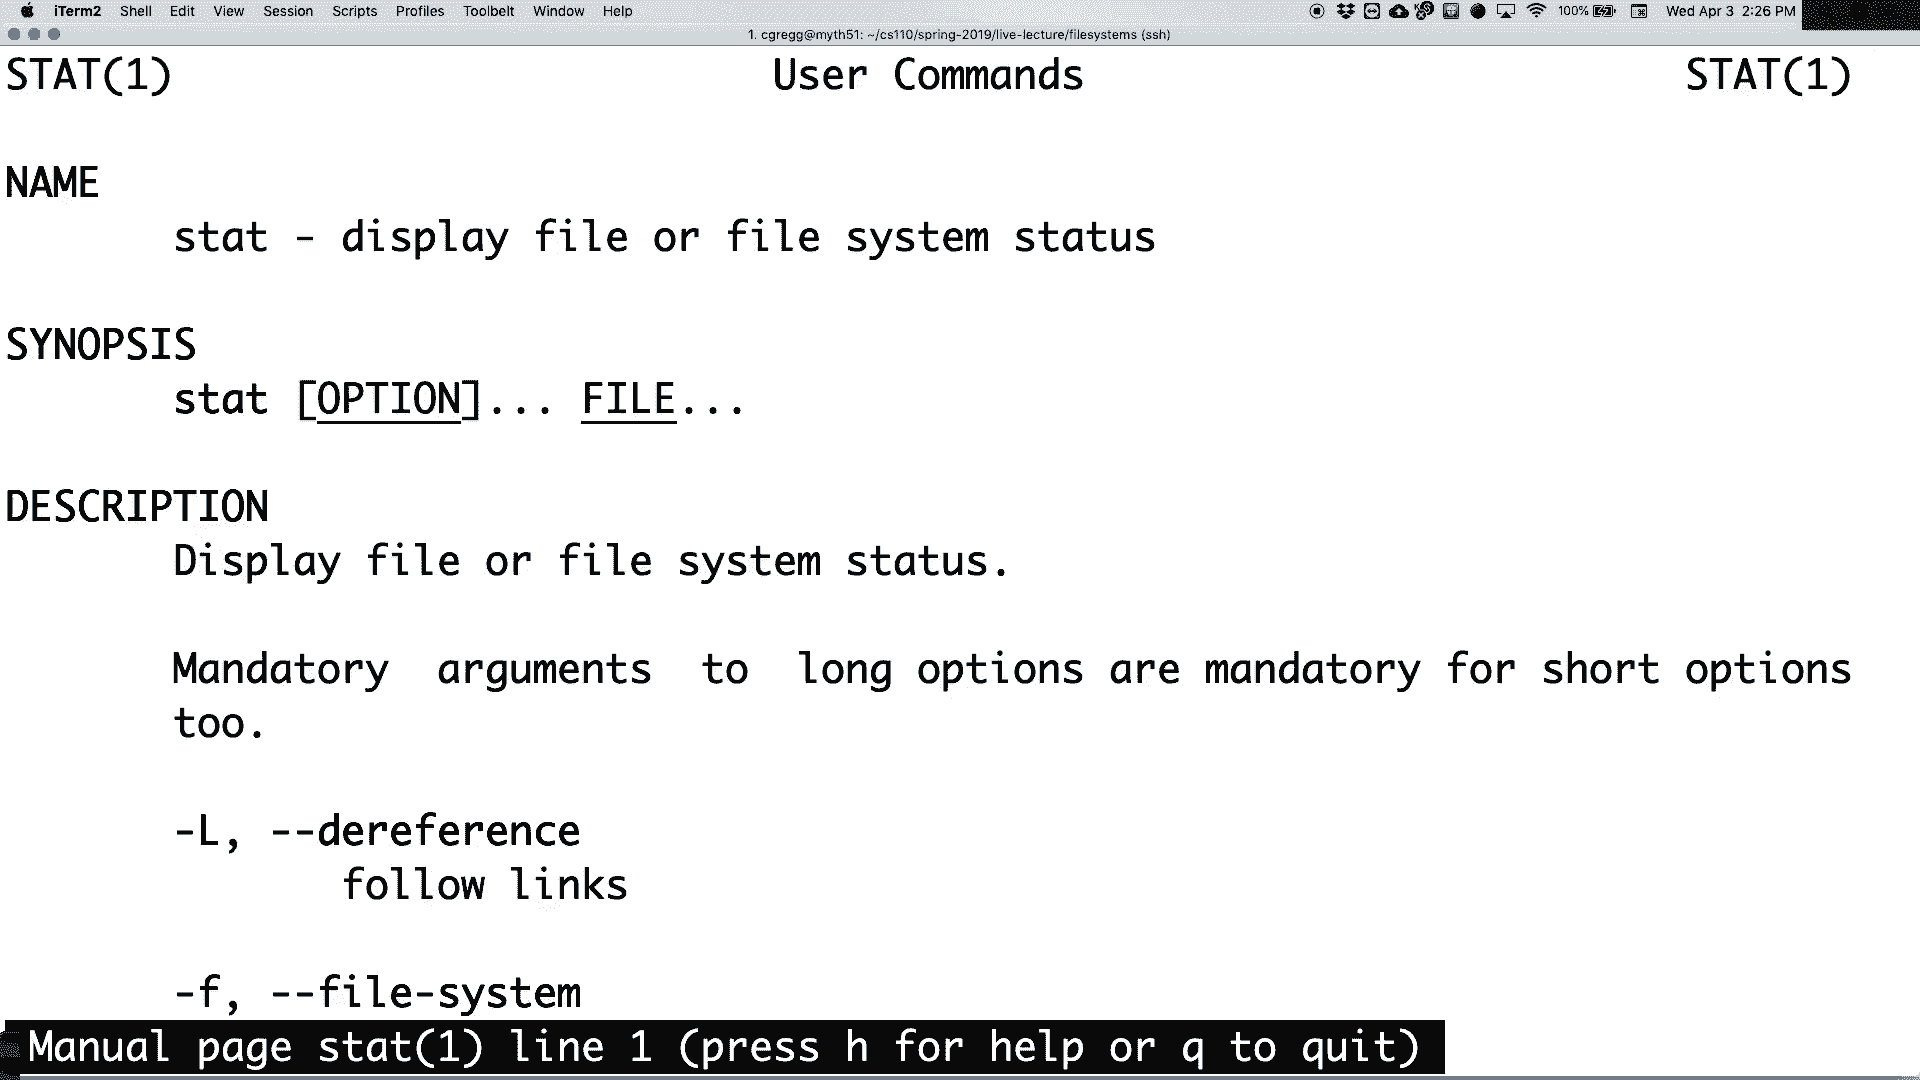 iTerm2 Shell Edit View Session Scripts Profiles Toolbelt Window Help 100% Wed Apr 3 2:26 PM
1. cgregg@myth51: ~/cs110/spring-2019/live-lecture/filesystems (ssh)
STAT(1) User Commands STAT(1)
NAME
stat - display file or file system status
SYNOPSIS
stat [OPTION]... FILE...
DESCRIPTION
Display file or file system status.
Mandatory arguments to long options are mandatory for short options
too.
-L, --dereference
follow links
-f, --file-system
Manual page stat(1) line 1 (press h for help or q to quit)